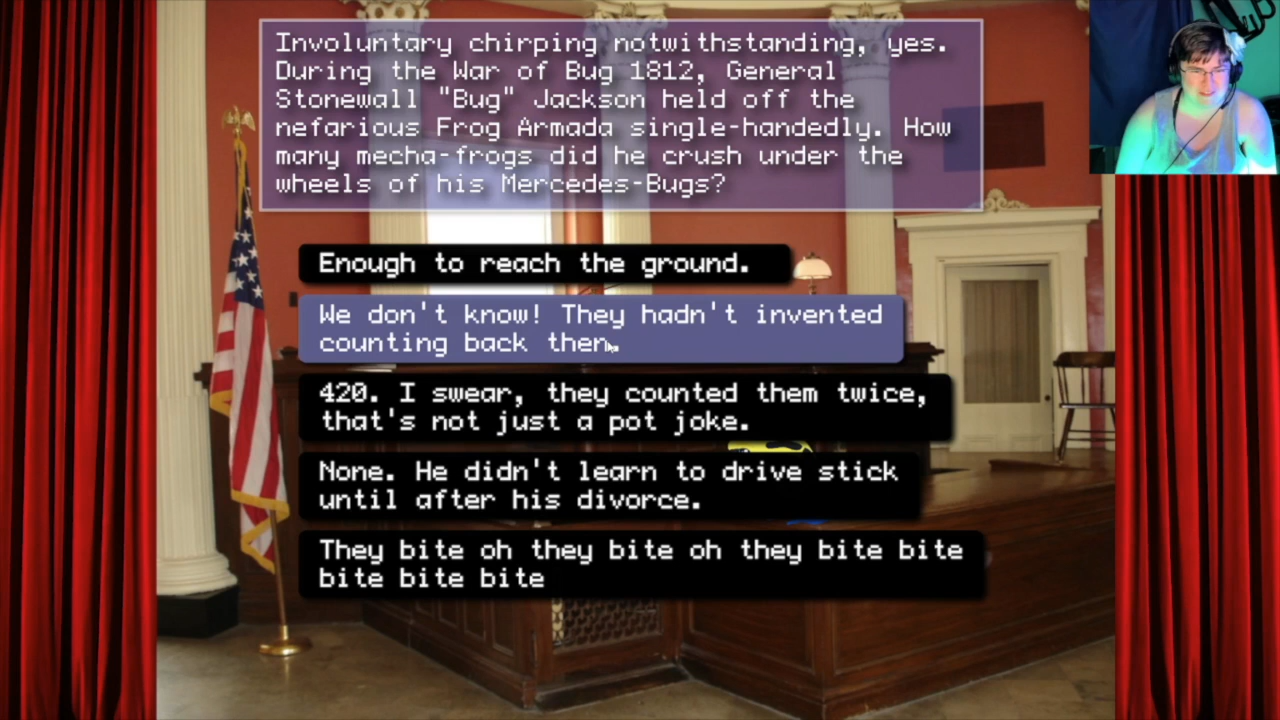 Involuntary chirping notwithstanding, yes.
During the War of Bug 1812, General
Stonewall "Bug" Jackson held off the
nefarious Frog Armada single-handedly. How
many mecha-frogs did he crush under the
wheels of his Mercedes-Bugs?
Enough to reach the ground.
We don't know! They hadn't invented
counting back then.
420. I swear, they counted them twice,
that's not just a pot joke.
None. He didn't learn to drive stick
until after his divorce.
They bite oh they bite oh they bite bite
bite bite bite